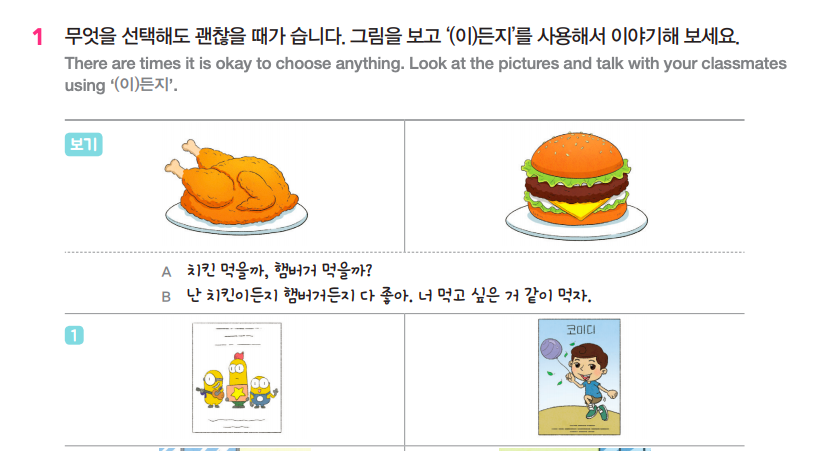 1 무엇을 선택해도 괜찮을 때가 습니다. 그림을 보고 ‘(이)든지’를 사용해서 이야기해 보세요.
There are times it is okay to choose anything. Look at the pictures and talk with your classmates
using ‘(이)든지’.
보기
A 치킨 먹을까, 햄버거 먹을까?
B 난 치킨이든지 햄버거든지 다 좋아. 너 먹고 싶은 거 같이 먹자.
1
코미디